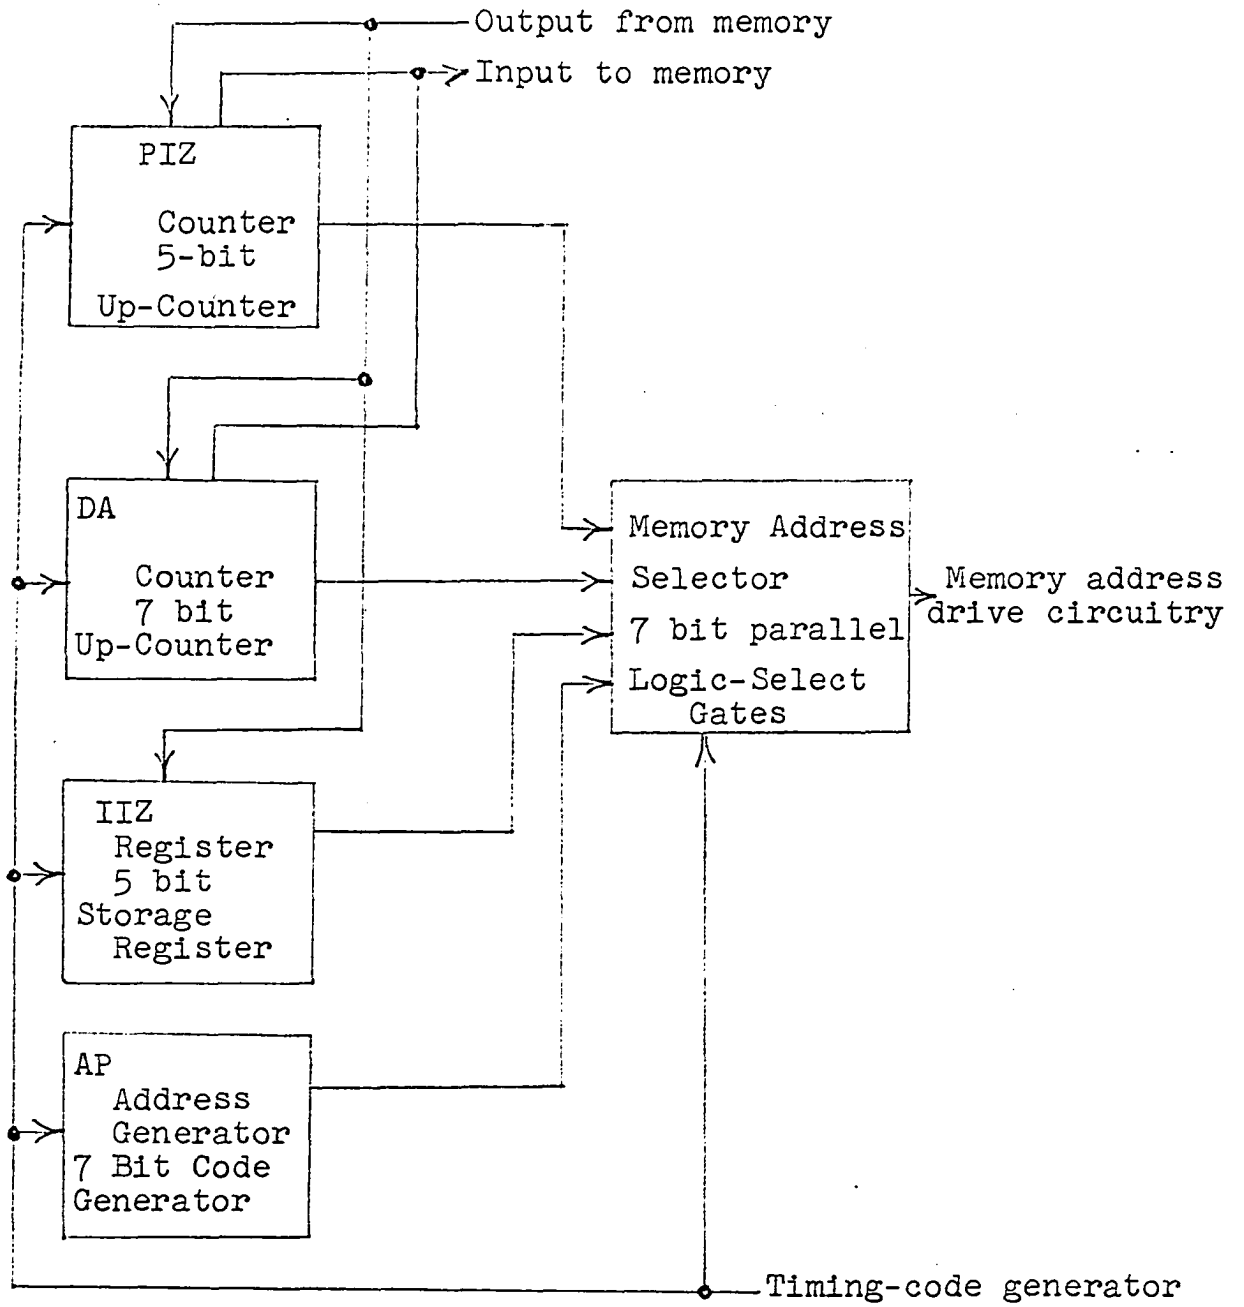 Output from memory
Input to memory
PIZ
Counter
5-bit
Up-Counter
DA
Counter
7 bit
Up-Counter
IIZ
Register
5 bit
Storage
Register
AP
Address
Generator
7 Bit Code
Generator
Memory Address
Selector
7 bit parallel
Logic-Select
Gates
Memory address
drive circuitry
Timing-code generator